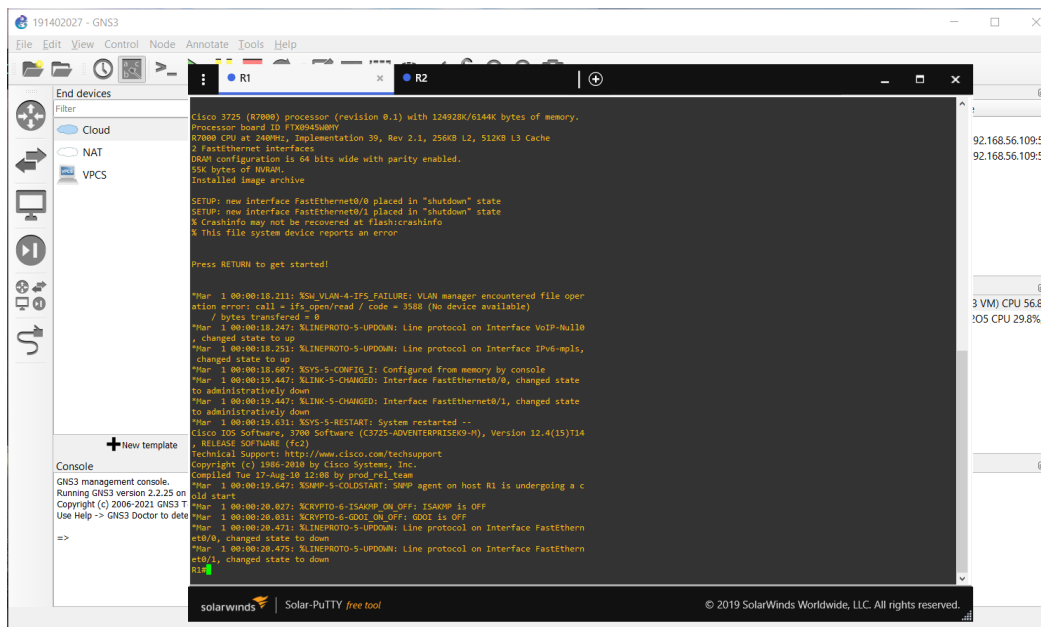 191402027 - GNS3
File Edit View Control Node Annotate Tools Help
R1
R2
End devices
Filter
Cloud
NAT
VPCS
New template
Console
GNS3 management console.
Running GNS3 version 2.2.25 on
Copyright (c) 2006-2021 GNS3 T
Use Help -> GNS3 Doctor to dete
=>
Cisco 3725 (R7000) processor (revision 0.1) with 124928K/6144K bytes of memory.
Processor board ID FTX0945W0MY
R7000 CPU at 240MHz, Implementation 39, Rev 2.1, 256KB L2, 512KB L3 Cache
2 FastEthernet interfaces
DRAM configuration is 64 bits wide with parity enabled.
55K bytes of NVRAM.
Installed image archive
SETUP: new interface FastEthernet0/0 placed in "shutdown" state
SETUP: new interface FastEthernet0/1 placed in "shutdown" state
% Crashinfo may not be recovered at flash:crashinfo
% This file system device reports an error
Press RETURN to get started!
*Mar 1 00:00:18.211: %SW_VLAN-4-IFS_FAILURE: VLAN manager encountered file oper
ation error: call = ifs_open/read / code = 3588 (No device available)
/ bytes transfered = 0
*Mar 1 00:00:18.247: %LINEPROTO-5-UPDOWN: Line protocol on Interface VoIP-Null0
, changed state to up
*Mar 1 00:00:18.251: %LINEPROTO-5-UPDOWN: Line protocol on Interface IPv6-mpls,
changed state to up
*Mar 1 00:00:18.607: %SYS-5-CONFIG_I: Configured from memory by console
*Mar 1 00:00:19.447: %LINK-5-CHANGED: Interface FastEthernet0/0, changed state
to administratively down
*Mar 1 00:00:19.447: %LINK-5-CHANGED: Interface FastEthernet0/1, changed state
to administratively down
*Mar 1 00:00:19.631: %SYS-5-RESTART: System restarted --
Cisco IOS Software, 3700 Software (C3725-ADVENTERPRISEK9-M), Version 12.4(15)T14
, RELEASE SOFTWARE (fc2)
Technical Support: http://www.cisco.com/techsupport
Copyright (c) 1986-2010 by Cisco Systems, Inc.
Compiled Tue 17-Aug-10 12:08 by prod_rel_team
*Mar 1 00:00:19.647: %SNMP-5-COLDSTART: SNMP agent on host R1 is undergoing a c
old start
*Mar 1 00:00:20.027: %CRYPTO-6-ISAKMP_ON_OFF: ISAKMP is OFF
*Mar 1 00:00:20.031: %CRYPTO-6-GDOI_ON_OFF: GDOI is OFF
*Mar 1 00:00:20.471: %LINEPROTO-5-UPDOWN: Line protocol on Interface FastEthern
et0/0, changed state to down
*Mar 1 00:00:20.475: %LINEPROTO-5-UPDOWN: Line protocol on Interface FastEthern
et0/1, changed state to down
R1#
92.168.56.109:5
92.168.56.109:5
VM) CPU 56.8
2O5 CPU 29.8%,
solarwinds Solar-PuTTY free tool
© 2019 SolarWinds Worldwide, LLC. All rights reserved.